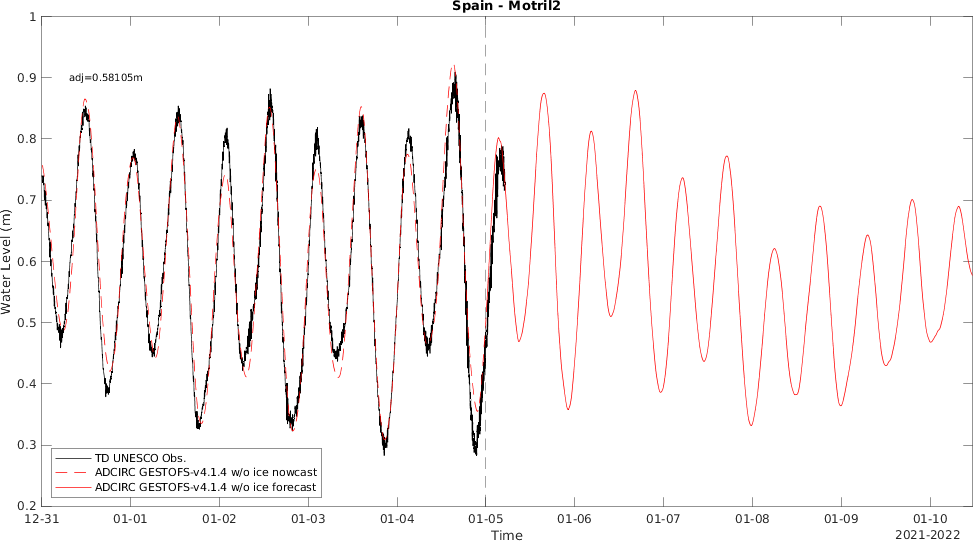 Spain - Motril2
1
0.9
0.8
0.7
0.6
0.5
0.4
0.3
0.2
Water Level (m)
adj=0.58105m
TD UNESCO Obs.
ADCIRC GESTOFS-v4.1.4 w/o ice nowcast
ADCIRC GESTOFS-v4.1.4 w/o ice forecast
12-31 01-01 01-02 01-03 01-04 01-05 01-06 01-07 01-08 01-09 01-10
Time
2021-2022